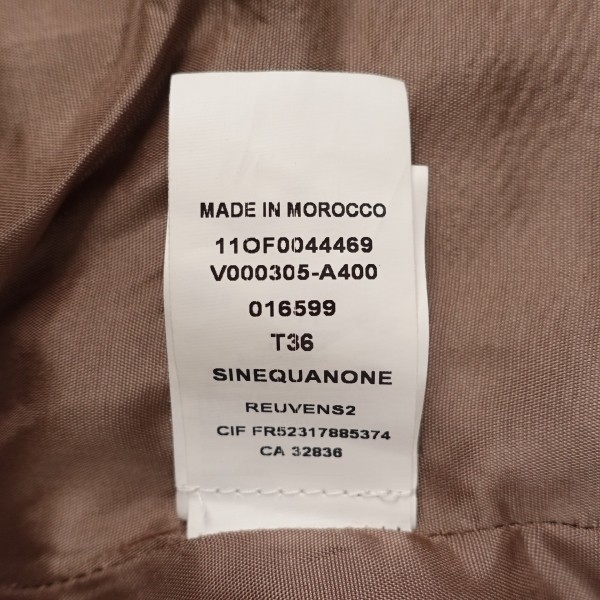 MADE IN MOROCCO
11OF0044469
V000305-A400
016599
T36
SINEQUANONE
REUVENS2
CIF FR52317885374
CA 32836